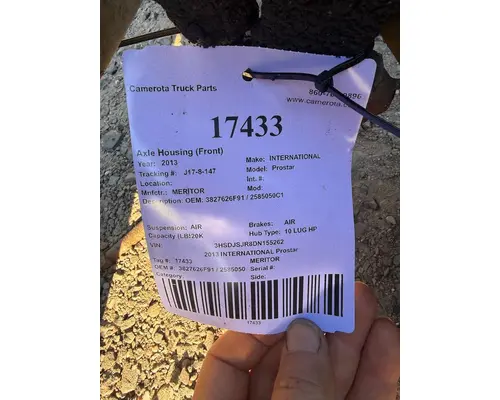 Camerota Truck Parts
www.camerota.c
17433
Axle Housing (Front)
Year: 2013 Make: INTERNATIONAL
Tracking #: J17-8-147 Model: Prostar
Location: Int. #:
Mnfctr.: MERITOR Mod:
Description: OEM: 3827626F91 / 2585050C1
Suspension: AIR Brakes: AIR
Capacity (LBS)20K Hub Type: 10 LUG HP
VIN: 3HSDJSJR8DN155262
2013 INTERNATIONAL Prostar
Tag #: 17433 MERITOR
OEM #: 3827626F91 / 2585050 Serial #:
Category: Side:
17433